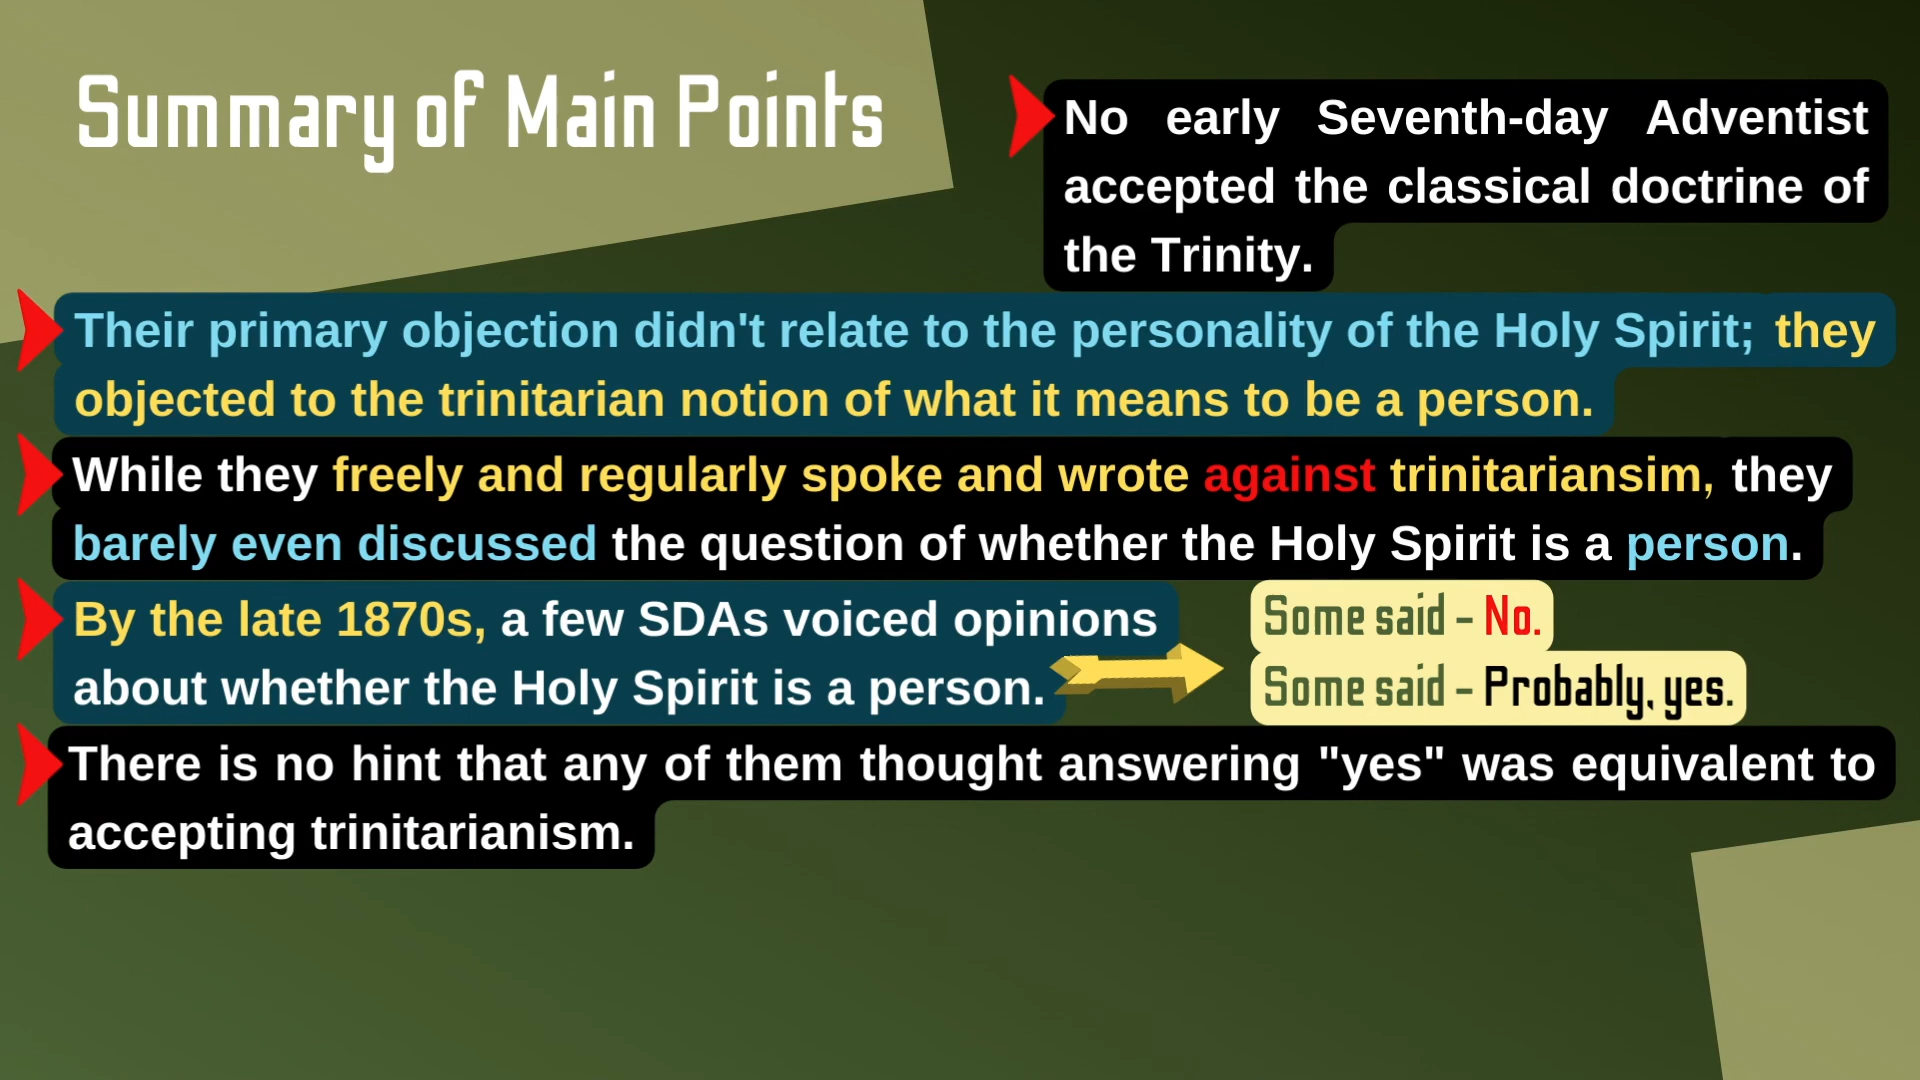 Summary of Main Points
No early Seventh-day Adventist
accepted the classical doctrine of
the Trinity.
Their primary objection didn't relate to the personality of the Holy Spirit; they
objected to the trinitarian notion of what it means to be a person.
While they freely and regularly spoke and wrote against trinitariansim, they
barely even discussed the question of whether the Holy Spirit is a person.
By the late 1870s, a few SDAs voiced opinions
about whether the Holy Spirit is a person.
Some said - No.
Some said - Probably, yes.
There is no hint that any of them thought answering "yes" was equivalent to
accepting trinitarianism.